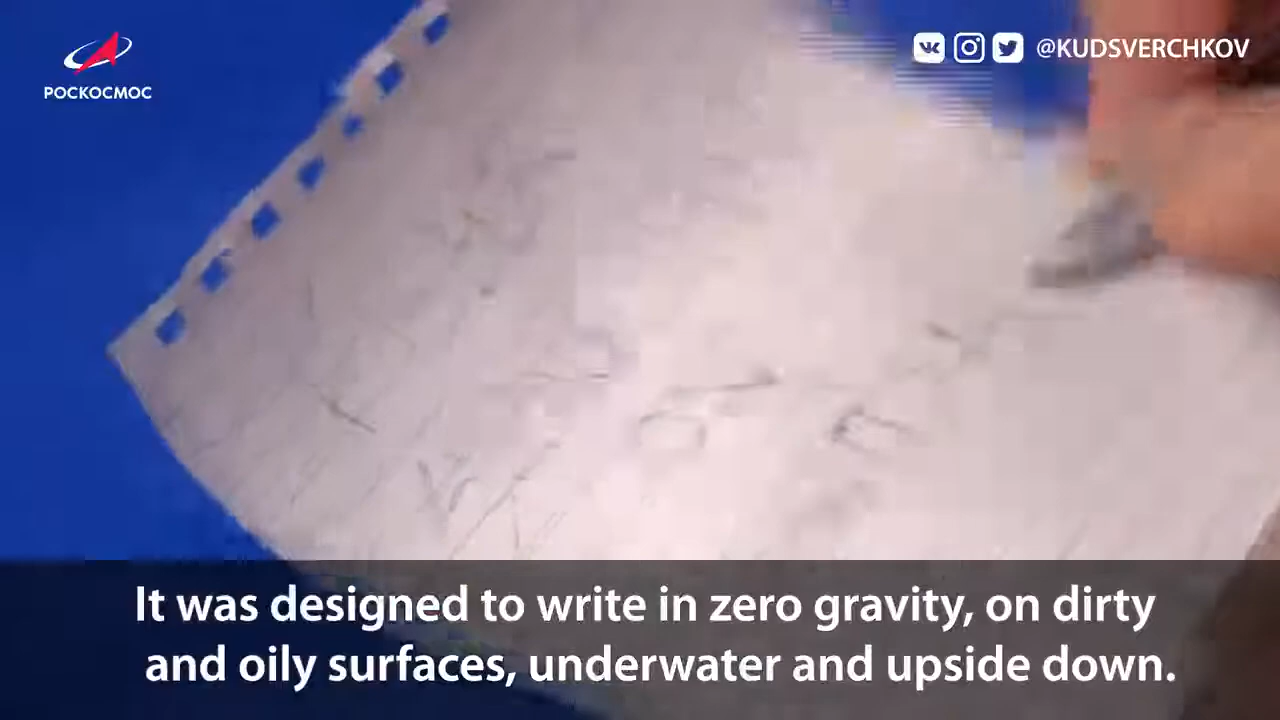 РОСКОСМОС
@KUDSVERCHKOV
It was designed to write in zero gravity, on dirty
and oily surfaces, underwater and upside down.